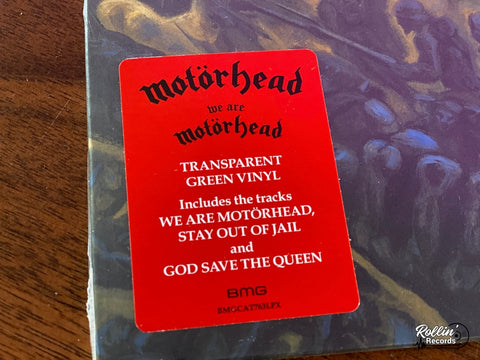 motörhead
we are
motörhead
TRANSPARENT
GREEN VINYL
Includes the tracks
WE ARE MOTÖRHEAD,
STAY OUT OF JAIL
and
GOD SAVE THE QUEEN
BMG
BMGCAT763LPX
Rollin'
Records